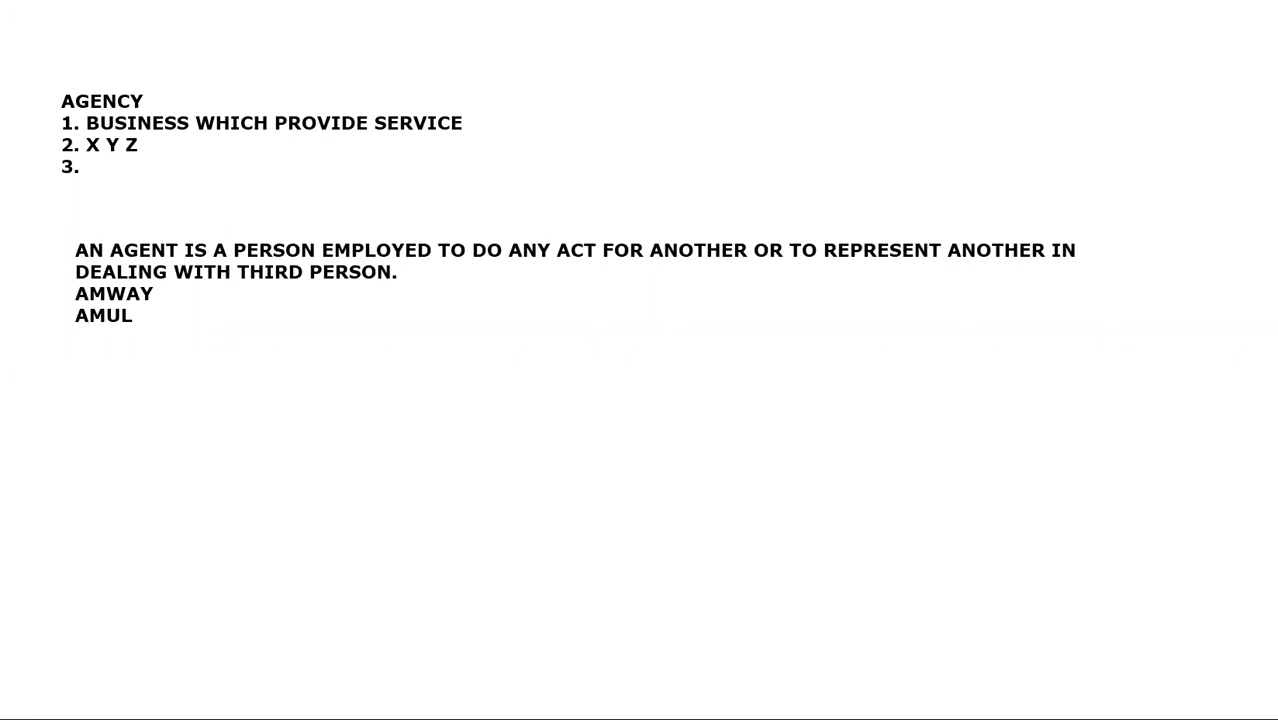 AGENCY
1. BUSINESS WHICH PROVIDE SERVICE
2. X Y Z
3.
AN AGENT IS A PERSON EMPLOYED TO DO ANY ACT FOR ANOTHER OR TO REPRESENT ANOTHER IN
DEALING WITH THIRD PERSON.
AMWAY
AMUL